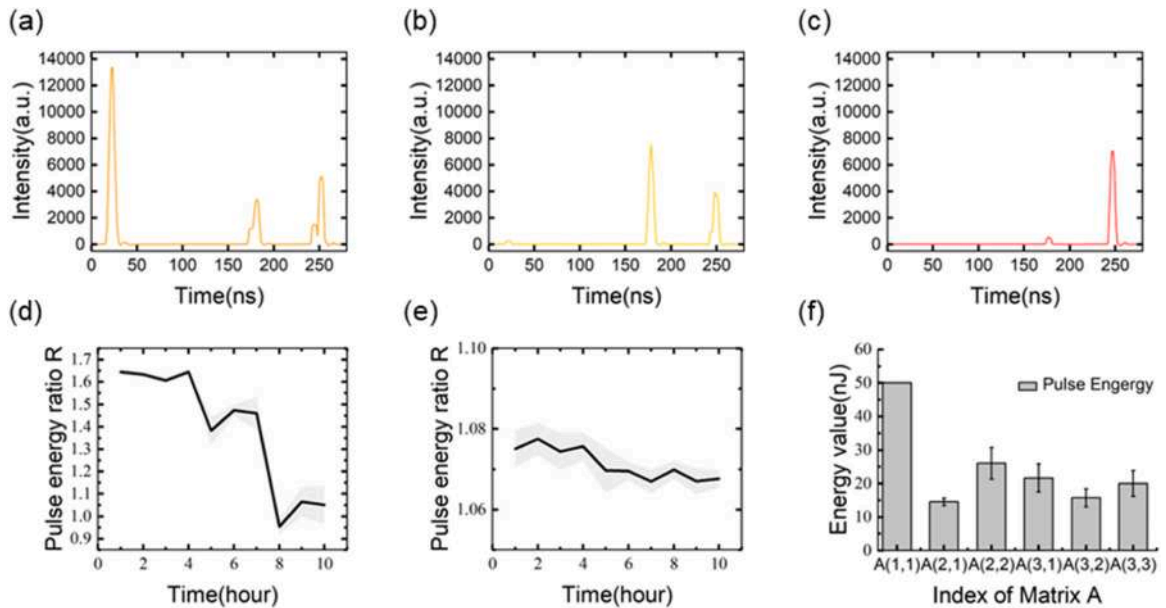 (a)
Intensity(a.u.)
14000
12000
10000
8000
6000
4000
2000
0
0 50 100 150 200 250
Time(ns)
(b)
Intensity(a.u.)
14000
12000
10000
8000
6000
4000
2000
0
0 50 100 150 200 250
Time(ns)
(c)
Intensity(a.u.)
14000
12000
10000
8000
6000
4000
2000
0
0 50 100 150 200 250
Time(ns)
(d)
Pulse energy ratio R
1.7
1.6
1.5
1.4
1.3
1.2
1.1
1.0
0.9
0 2 4 6 8 10
Time(hour)
(e)
Pulse energy ratio R
1.10
1.08
1.06
0 2 4 6 8 10
Time(hour)
(f)
Energy value(nJ)
60
50
40
30
20
10
0
Pulse Engergy
A(1,1) A(2,1) A(2,2) A(3,1) A(3,2) A(3,3)
Index of Matrix A